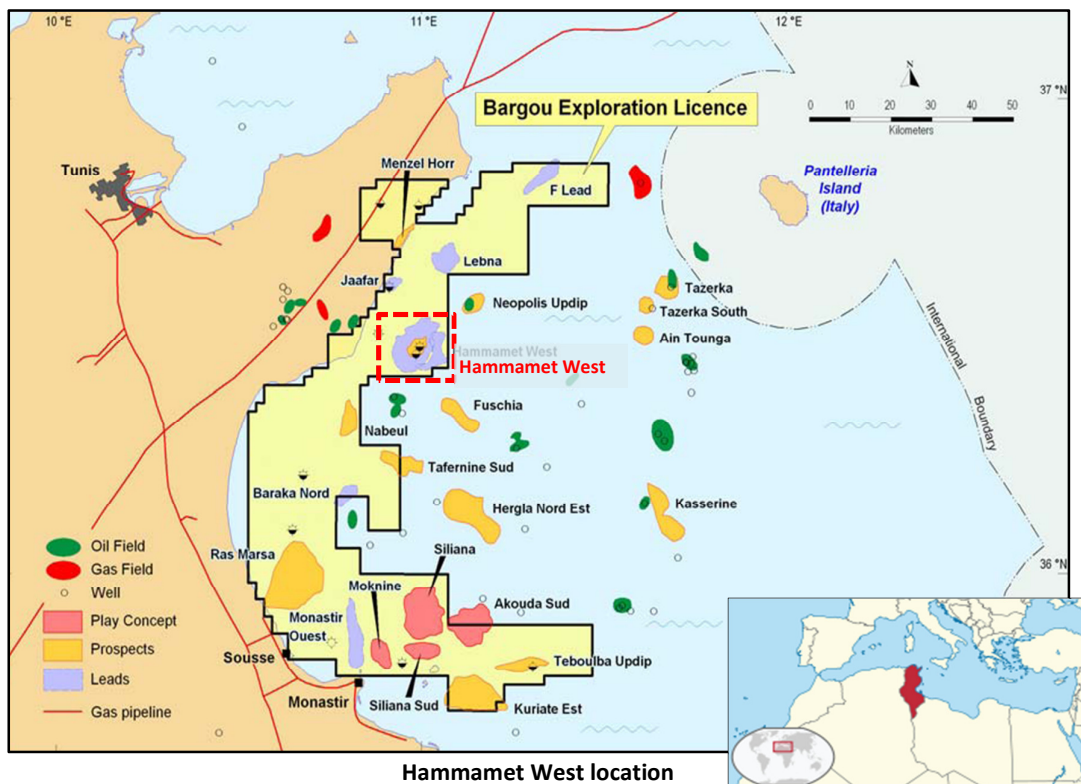 10 °E
11 °E
12 °E
N
37 °N
0 10 20 30 40 50
Kilometers
Bargou Exploration Licence
Menzel Horr
Tunis
F Lead
Pantelleria
Island
(Italy)
Lebna
Jaafar
Neopolis Updip
Tazerka
Tazerka South
Ain Tounga
Hammamet West
Hammamet West
International
Boundary
Fuschia
Nabeul
Tafernine Sud
Baraka Nord
Hergla Nord Est
Kasserine
Siliana
Ras Marsa
Moknine
36 °N
Akouda Sud
Monastir
Ouest
Sousse
Teboulba Updip
Monastir
Siliana Sud
Kuriate Est
Oil Field
Gas Field
Well
Play Concept
Prospects
Leads
Gas pipeline
Hammamet West location